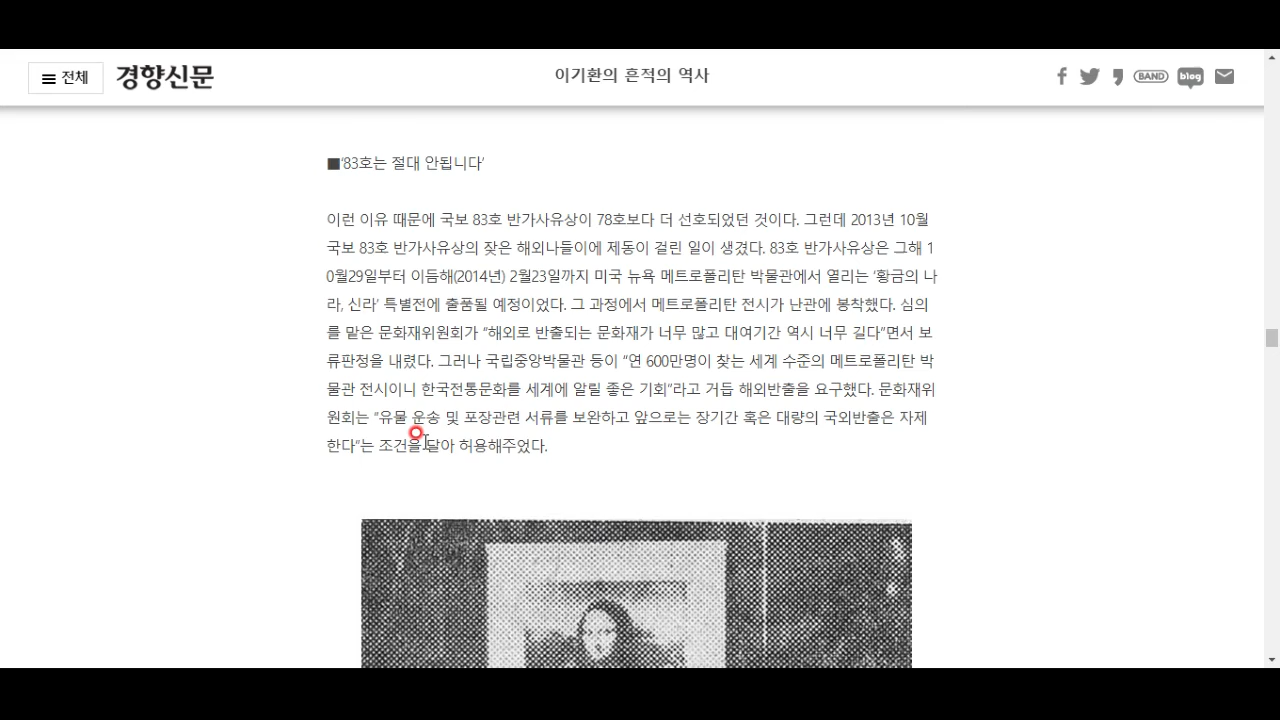 전체
경향신문
이기환의 흔적의 역사
BAND
blog
■‘83호는 절대 안됩니다’
이런 이유 때문에 국보 83호 반가사유상이 78호보다 더 선호되었던 것이다. 그런데 2013년 10월
국보 83호 반가사유상의 잦은 해외나들이에 제동이 걸린 일이 생겼다. 83호 반가사유상은 그해 1
0월29일부터 이듬해(2014년) 2월23일까지 미국 뉴욕 메트로폴리탄 박물관에서 열리는 ‘황금의 나
라, 신라’ 특별전에 출품될 예정이었다. 그 과정에서 메트로폴리탄 전시가 난관에 봉착했다. 심의
를 맡은 문화재위원회가 “해외로 반출되는 문화재가 너무 많고 대여기간 역시 너무 길다”면서 보
류판정을 내렸다. 그러나 국립중앙박물관 등이 “연 600만명이 찾는 세계 수준의 메트로폴리탄 박
물관 전시이니 한국전통문화를 세계에 알릴 좋은 기회”라고 거듭 해외반출을 요구했다. 문화재위
원회는 “유물 운송 및 포장관련 서류를 보완하고 앞으로는 장기간 혹은 대량의 국외반출은 자제
한다”는 조건을 달아 허용해주었다.